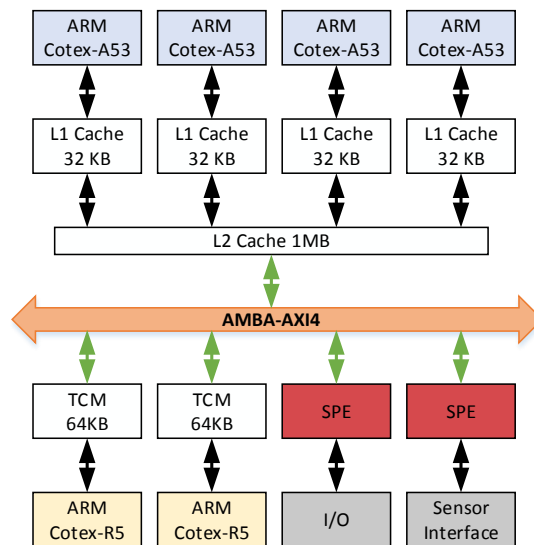 ARM ARM ARM ARM
Cotex-A53 Cotex-A53 Cotex-A53 Cotex-A53
L1 Cache L1 Cache L1 Cache L1 Cache
32 KB 32 KB 32 KB 32 KB
L2 Cache 1MB
AMBA-AXI4
TCM TCM SPE SPE
64KB 64KB
ARM ARM I/O Sensor
Cotex-R5 Cotex-R5 Interface